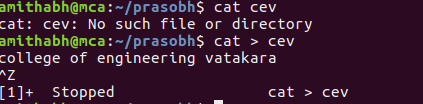 amithabh@mca:~/prasobh$ cat cev
cat: cev: No such file or directory
amithabh@mca:~/prasobh$ cat > cev
college of engineering vatakara
^Z
[1]+  Stopped                 cat > cev